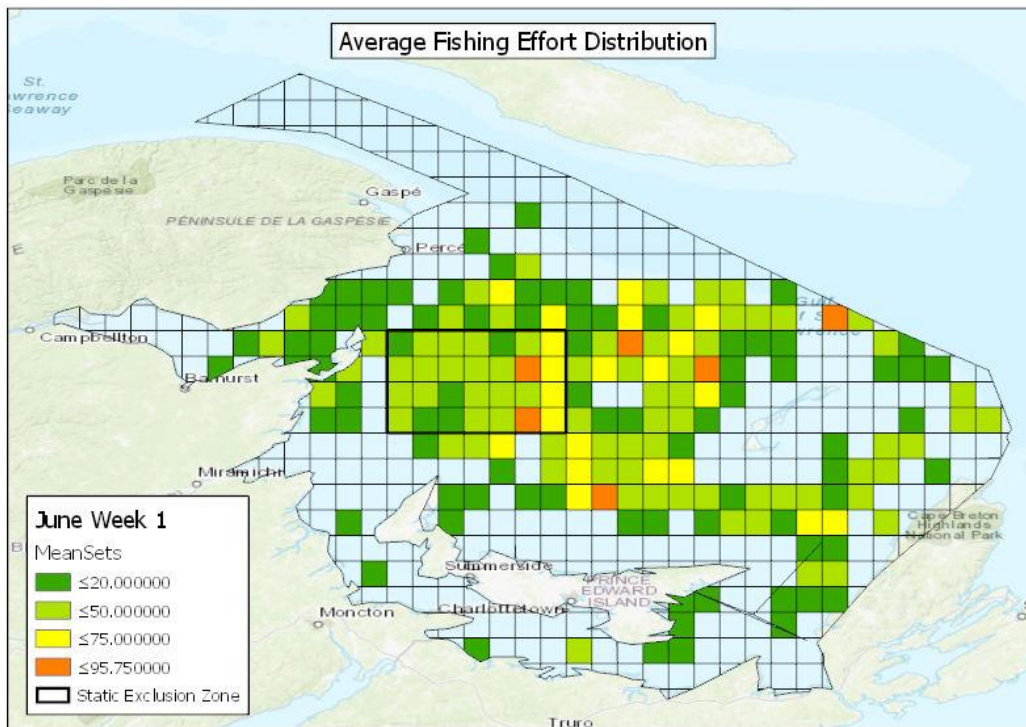 Average Fishing Effort Distribution
St.
wrence
eaway
Parc de la
Gaspésie
Gaspé
PÉNINSULE DE LA GASPÉSIE
Percé
Campbellton
Bathurst
Miramichi
Cape Breton
Highlands
National Park
Summerside
PRINCE
EDWARD
ISLAND
Charlottetown
Moncton
Truro
June Week 1
MeanSets
≤20.000000
≤50.000000
≤75.000000
≤95.750000
Static Exclusion Zone